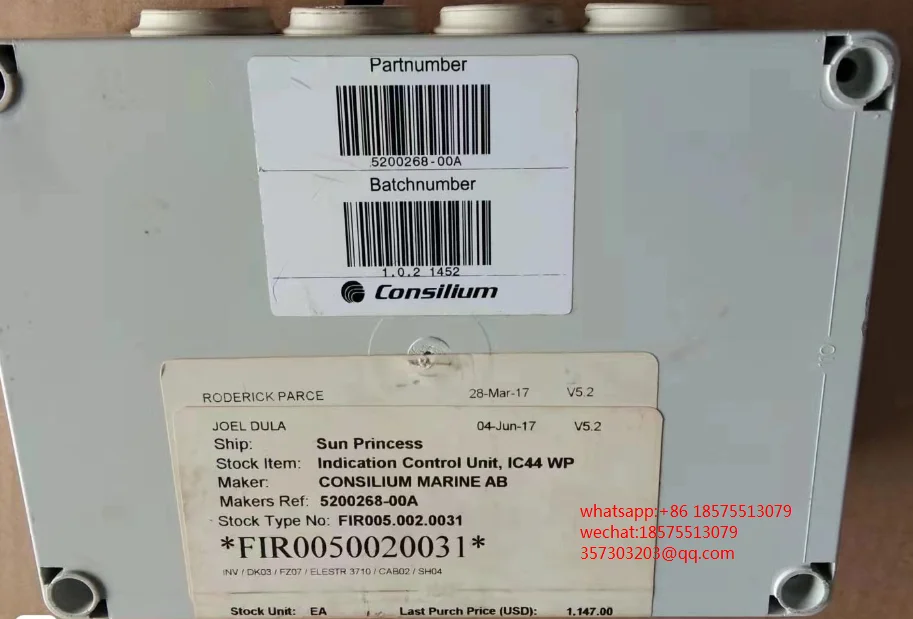 Partnumber
5200268-00A
Batchnumber
1.0.2 1452
Consilium
RODERICK PARCE 28-Mar-17 V5.2
JOEL DULA 04-Jun-17 V5.2
Ship: Sun Princess
Stock Item: Indication Control Unit, IC44 WP
Maker: CONSILIUM MARINE AB
Makers Ref: 5200268-00A
Stock Type No: FIR005.002.0031
*FIR0050020031*
INV / DK03 / FZ07 / ELESTR 3710 / CAB02 / SH04
Stock Unit: EA Last Purch Price (USD): 1,147.00
whatsapp:+86 18575513079
wechat:18575513079
357303203@qq.com